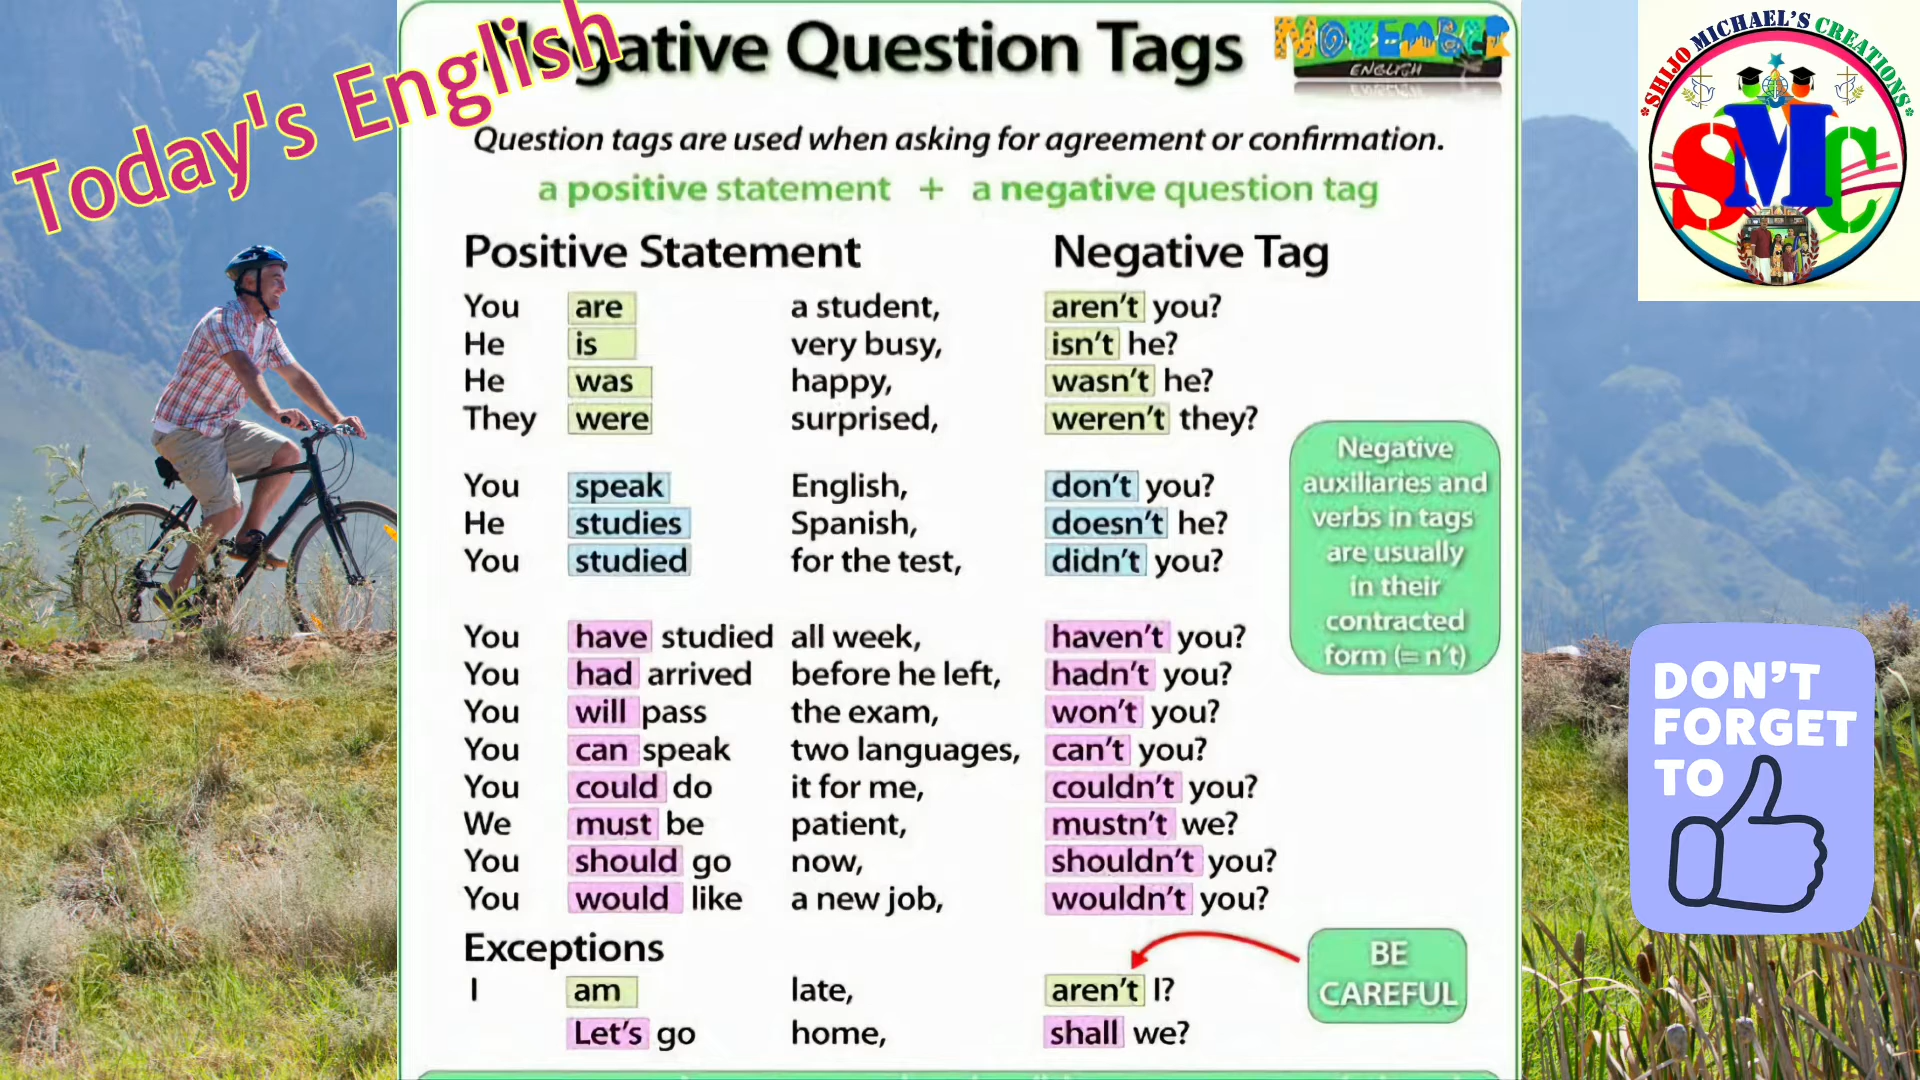 Today's English
Negative Question Tags
NOVEMBER
ENGLISH
*SHIJO MICHAEL'S CREATIONS*
SMC
Question tags are used when asking for agreement or confirmation.
a positive statement + a negative question tag
Positive Statement Negative Tag
You are a student, aren't you?
He is very busy, isn't he?
He was happy, wasn't he?
They were surprised, weren't they?
You speak English, don't you?
He studies Spanish, doesn't he?
You studied for the test, didn't you?
Negative
auxiliaries and
verbs in tags
are usually
in their
contracted
form (= n't)
You have studied all week, haven't you?
You had arrived before he left, hadn't you?
You will pass the exam, won't you?
You can speak two languages, can't you?
You could do it for me, couldn't you?
We must be patient, mustn't we?
You should go now, shouldn't you?
You would like a new job, wouldn't you?
DON'T
FORGET
TO
Exceptions
I am late, aren't I?
Let's go home, shall we?
BE
CAREFUL